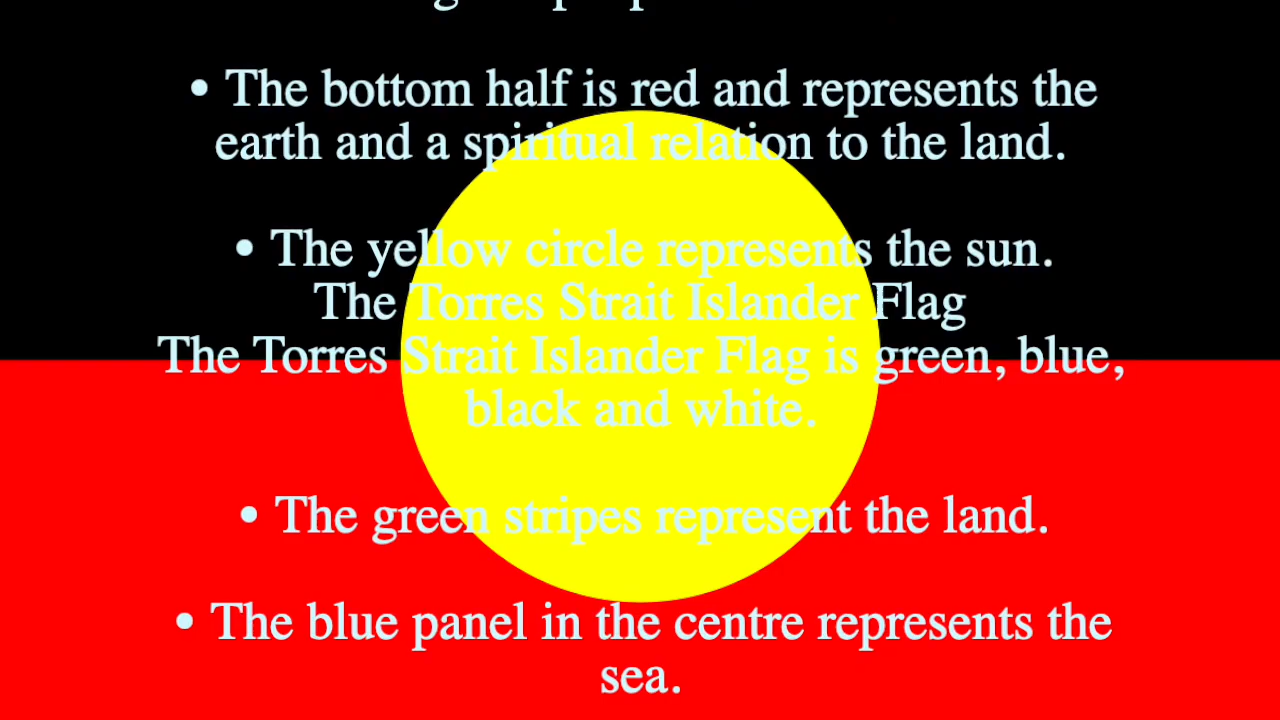 • The bottom half is red and represents the
earth and a spiritual relation to the land.
• The yellow circle represents the sun.
The Torres Strait Islander Flag
The Torres Strait Islander Flag is green, blue,
black and white.
• The green stripes represent the land.
• The blue panel in the centre represents the
sea.